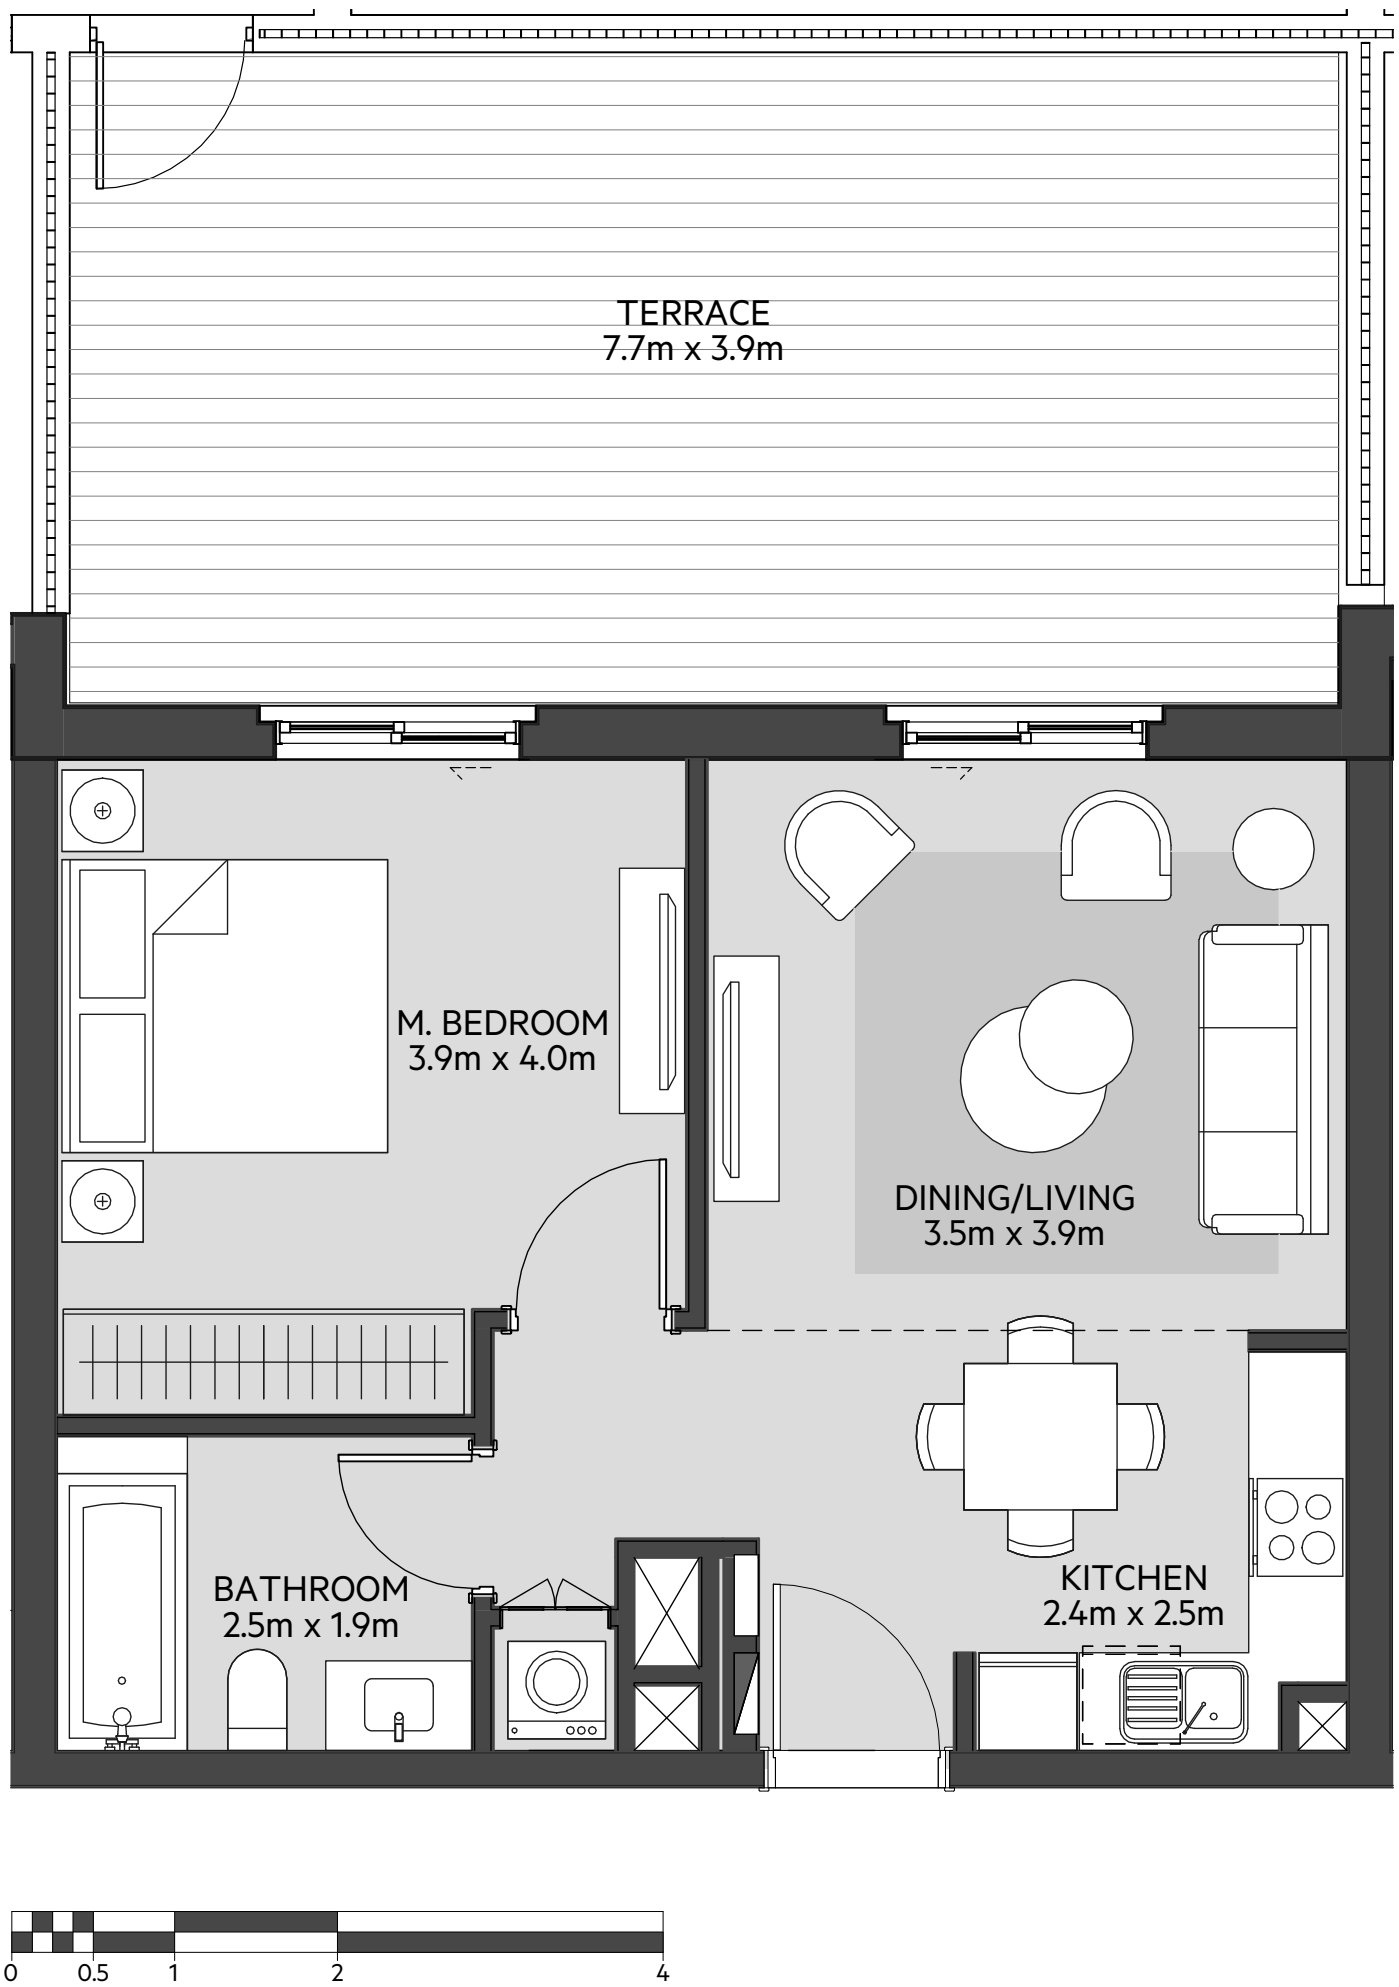 TERRACE
7.7m x 3.9m
M. BEDROOM
3.9m x 4.0m
DINING/LIVING
3.5m x 3.9m
KITCHEN
2.4m x 2.5m
BATHROOM
2.5m x 1.9m
0 0.5 1 2 4